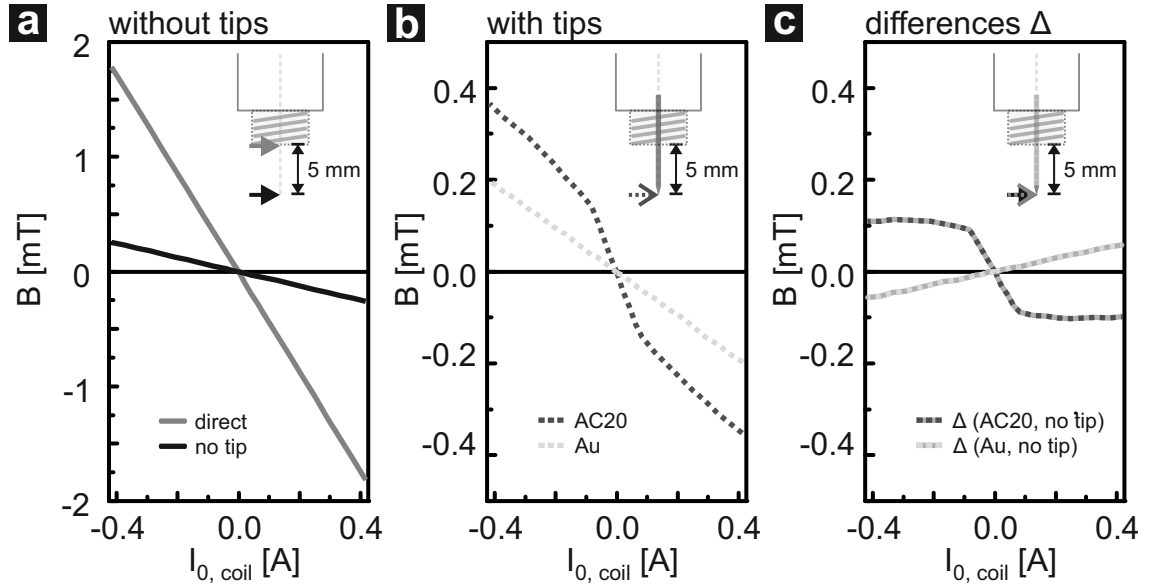 a without tips
2
1
0
-1
-2
B [mT]
5 mm
direct
no tip
-0.4 0.0 0.4
I0, coil [A]
b with tips
0.4
0.2
0.0
-0.2
-0.4
B [mT]
5 mm
AC20
Au
-0.4 0.0 0.4
I0, coil [A]
c differences Δ
0.4
0.2
0.0
-0.2
-0.4
B [mT]
5 mm
Δ (AC20, no tip)
Δ (Au, no tip)
-0.4 0.0 0.4
I0, coil [A]